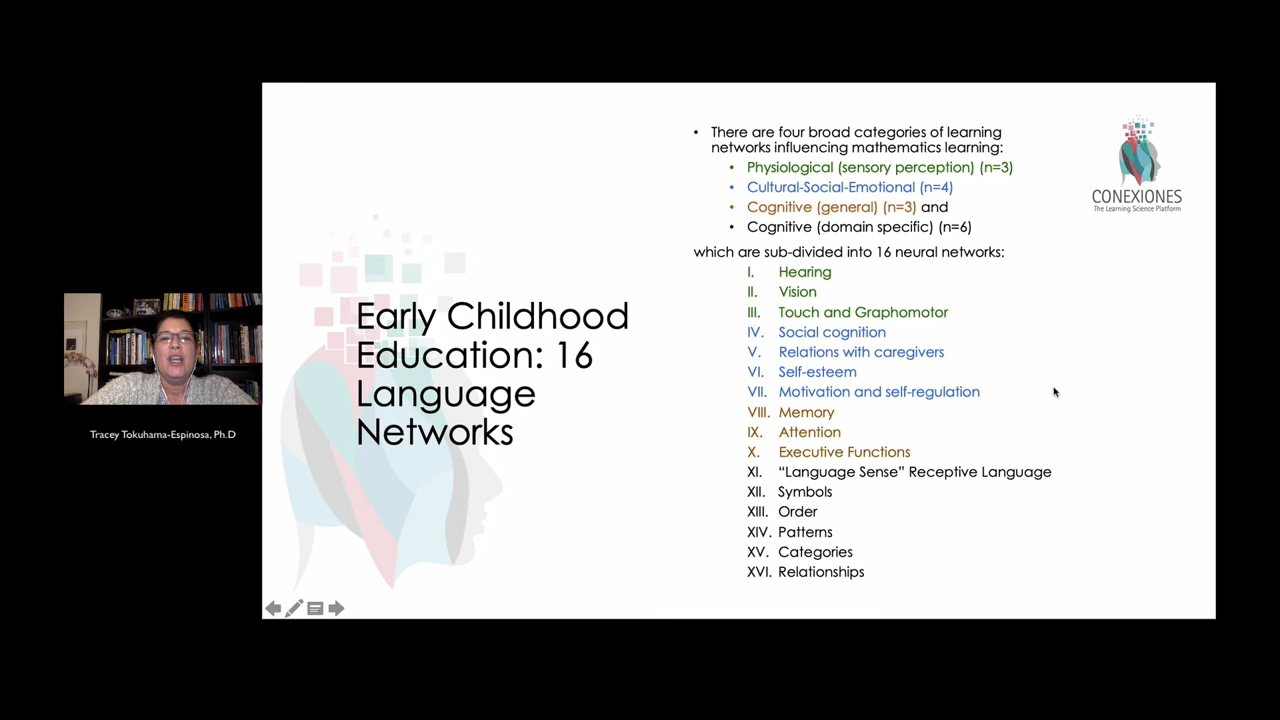 Early Childhood
Education: 16
Language
Networks
• There are four broad categories of learning
networks influencing mathematics learning:
• Physiological (sensory perception) (n=3)
• Cultural-Social-Emotional (n=4)
• Cognitive (general) (n=3) and
• Cognitive (domain specific) (n=6)
which are sub-divided into 16 neural networks:
I. Hearing
II. Vision
III. Touch and Graphomotor
IV. Social cognition
V. Relations with caregivers
VI. Self-esteem
VII. Motivation and self-regulation
VIII. Memory
IX. Attention
X. Executive Functions
XI. “Language Sense” Receptive Language
XII. Symbols
XIII. Order
XIV. Patterns
XV. Categories
XVI. Relationships
CONEXIONES
The Learning Science Platform
Tracey Tokuhama-Espinosa, Ph.D